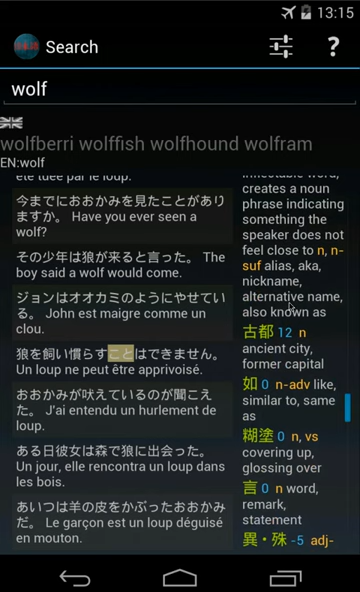 13:15
Search
?
wolf
wolfberri wolffish wolfhound wolfram
EN:wolf
été tuée par le loup.
今までにおおかみを見たことがあり
ますか。 Have you ever seen a
wolf?
その少年は狼が来ると言った。 The
boy said a wolf would come.
ジョンはオオカミのようにやせてい
る。 John est maigre comme un
clou.
狼を飼い慣らすことはできません。
Un loup ne peut être apprivoisé.
おおかみが吠えているのが聞こえ
た。 J'ai entendu un hurlement de
loup.
ある日彼女は森で狼に出会った。
Un jour, elle rencontra un loup dans
les bois.
あいつは羊の皮をかぶったおおかみ
だ。 Le garçon est un loup déguisé
en mouton.
inflectable word,
creates a noun
phrase indicating
something the
speaker does not
feel close to n, n-
suf alias, aka,
nickname,
alternative name,
also known as
古都 12 n
ancient city,
former capital
如 0 n-adv like,
similar to, same
as
糊塗 0 n, vs
covering up,
glossing over
言 0 n word,
remark,
statement
異・殊 -5 adj-